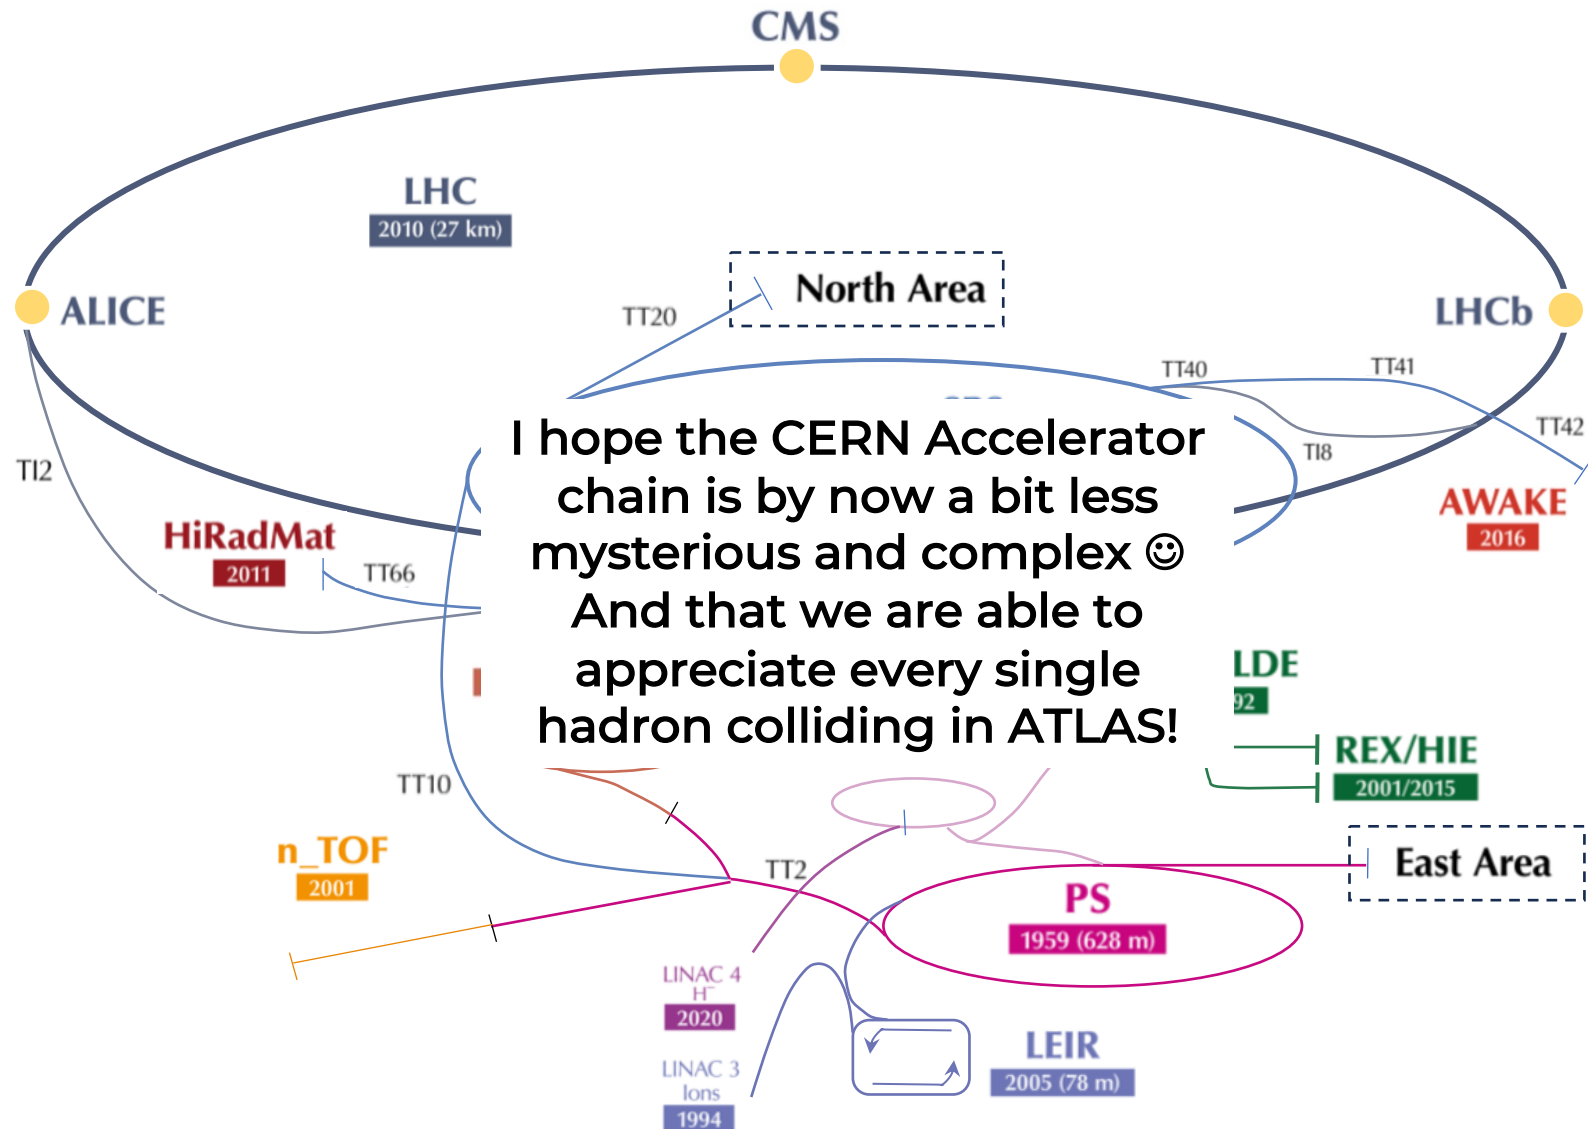 CMS
LHC
2010 (27 km)
North Area
ALICE
LHCb
TT20
TT40
TT41
TT42
TI8
TI2
I hope the CERN Accelerator
chain is by now a bit less
mysterious and complex ☺
And that we are able to
appreciate every single
hadron colliding in ATLAS!
AWAKE
2016
HiRadMat
2011
TT66
LDE
92
REX/HIE
2001/2015
TT10
n_TOF
2001
TT2
East Area
PS
1959 (628 m)
LINAC 4
H⁻
2020
LEIR
2005 (78 m)
LINAC 3
Ions
1994